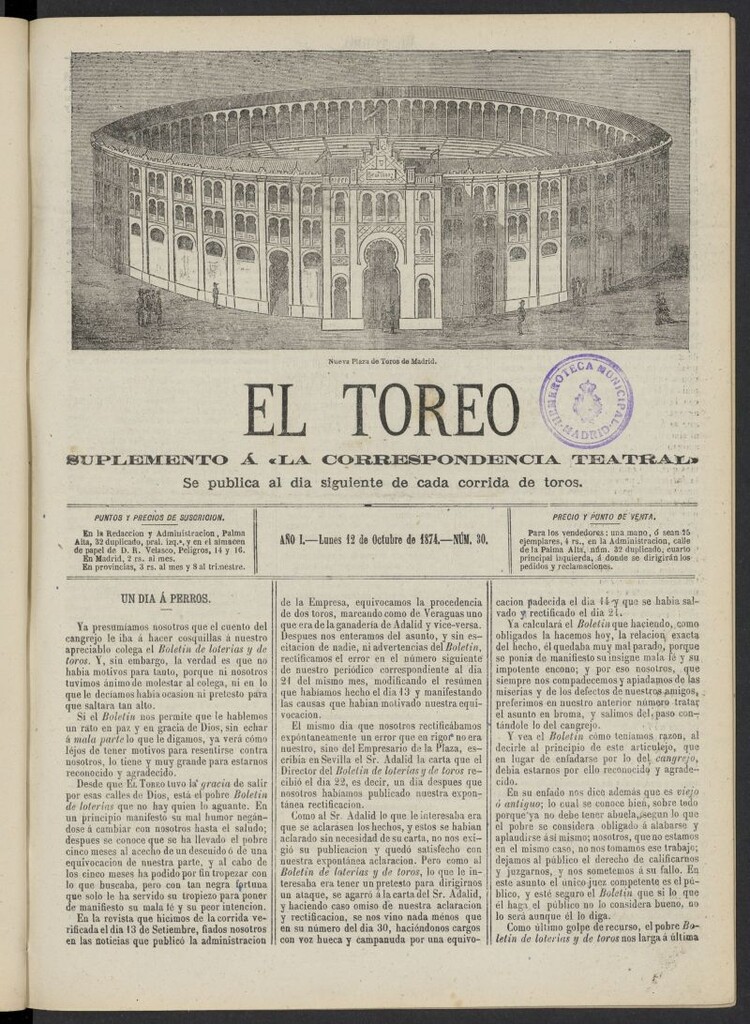 Nueva Plaza de Toros de Madrid.
EL TOREO
HEMEROTECA MUNICIPAL
MADRID
SUPLEMENTO Á «LA CORRESPONDENCIA TEATRAL»
Se publica al dia siguiente de cada corrida de toros.
PUNTOS Y PRECIOS DE SUSCRICION.
En la Redaccion y Administracion, Palma
Alta, 32 duplicado, pral. izq.ª, y en el almacen
de papel de D. R. Velasco, Peligros, 14 y 16.
En Madrid, 2 rs. al mes.
En provincias, 3 rs. al mes y 8 al trimestre.
AÑO I.—Lunes 12 de Octubre de 1874.—NÚM. 30.
PRECIO Y PUNTO DE VENTA.
Para los vendedores: una mano, ó sean 25
ejemplares, 4 rs., en la Administracion, calle
de la Palma Alta, núm. 32 duplicado, cuarto
principal izquierda, á donde se dirigirán los
pedidos y reclamaciones.
UN DIA Á PERROS.
Ya presumiamos nosotros que el cuento del
cangrejo le iba á hacer cosquillas á nuestro
apreciable colega el Boletin de loterias y de
toros. Y, sin embargo, la verdad es que no
habia motivos para tanto, porque ni nosotros
tuvimos ánimo de molestar al colega, ni en lo
que le deciamos habia ocasion ni pretesto para
que saltara tan alto.
Si el Boletin nos permite que le hablemos
un rato en paz y en gracia de Dios, sin echar
á mala parte lo que le digamos, ya verá cómo
léjos de tener motivos para resentirse contra
nosotros, lo tiene y muy grande para estarnos
reconocido y agradecido.
Desde que EL TOREO tuvo la gracia de salir
por esas calles de Dios, está el pobre Boletin
de loterias que no hay quien lo aguante. En
un principio manifestó su mal humor negán-
dose á cambiar con nosotros hasta el saludo;
despues se conoce que se ha llevado el pobre
cinco meses al acecho de un descuido ó de una
equivocacion de nuestra parte, y al cabo de
los cinco meses ha podido por fin tropezar con
lo que buscaba, pero con tan negra fortuna
que solo le ha servido su tropiezo para poner
de manifiesto su mala fé y su peor intencion.
En la revista que hicimos de la corrida ve-
rificada el dia 13 de Setiembre, fiados nosotros
en las noticias que publicó la administracion
de la Empresa, equivocamos la procedencia
de dos toros, marcando como de Veraguas uno
que era de la ganadería de Adalid y vice-versa.
Despues nos enteramos del asunto, y sin es-
citacion de nadie, ni advertencias del Boletin,
rectificamos el error en el número siguiente
de nuestro periódico correspondiente al dia
21 del mismo mes, modificando el resúmen
que habiamos hecho el dia 13 y manifestando
las causas que habian motivado nuestra equi-
vocacion.
El mismo dia que nosotros rectificábamos
expóntaneamente un error que en rigor no era
nuestro, sino del Empresario de la Plaza, es-
cribia en Sevilla el Sr. Adalid la carta que el
Director del Boletin de loterias y de toros re-
cibió el dia 22, es decir, un dia despues que
nosotros habiamos publicado nuestra expon-
tánea rectificacion.
Como al Sr. Adalid lo que le interesaba era
que se aclarasen los hechos, y estos se habian
aclarado sin necesidad de su carta, no nos exi-
gió su publicacion y quedó satisfecho con
nuestra expontánea aclaracion. Pero como al
Boletin de loterias y de toros, lo que le in-
teresaba era tener un pretesto para dirigirnos
un ataque, se agarró á la carta del Sr. Adalid,
y haciendo caso omiso de nuestra aclaracion
y rectificacion, se nos vino nada ménos que
en su número del dia 30, haciéndonos cargos
con voz hueca y campanuda por una equivo-
cacion padecida el dia 14 y que se habia sal-
vado y rectificado el dia 21.
Ya calculará el Boletin que haciendo, como
obligados la hacemos hoy, la relacion exacta
del hecho, él quedaba muy mal parado, porque
se ponia de manifiesto su insigne mala fé y su
impotente encono; y por eso nosotros, que
siempre nos compadecemos y apiadamos de las
miserias y de los defectos de nuestros amigos,
preferimos en nuestro anterior número tratar
el asunto en broma, y salimos del paso con-
tándole lo del cangrejo.
Y vea el Boletin cómo teniamos razon, al
decirle al principio de este articulejo, que
en lugar de enfadarse por lo del cangrejo,
debia estarnos por ello reconocido y agrade-
cido.
En su enfado nos dice además que es viejo
ó antiguo; lo cual se conoce bien, sobre todo
porque ya no debe tener abuela, segun lo que
el pobre se considera obligado á alabarse y
aplaudirse así mismo; nosotros, que no estamos
en el mismo caso, no nos tomamos ese trabajo;
dejamos al público el derecho de calificarnos
y juzgarnos, y nos sometemos á su fallo. En
este asunto el único juez competente es el pú-
blico, y esté seguro el Boletin que si lo que
él haga el público no lo considera bueno, no
lo será aunque él lo diga.
Como último golpe de recurso, el pobre Bo-
letin de loterias y de toros nos larga á última